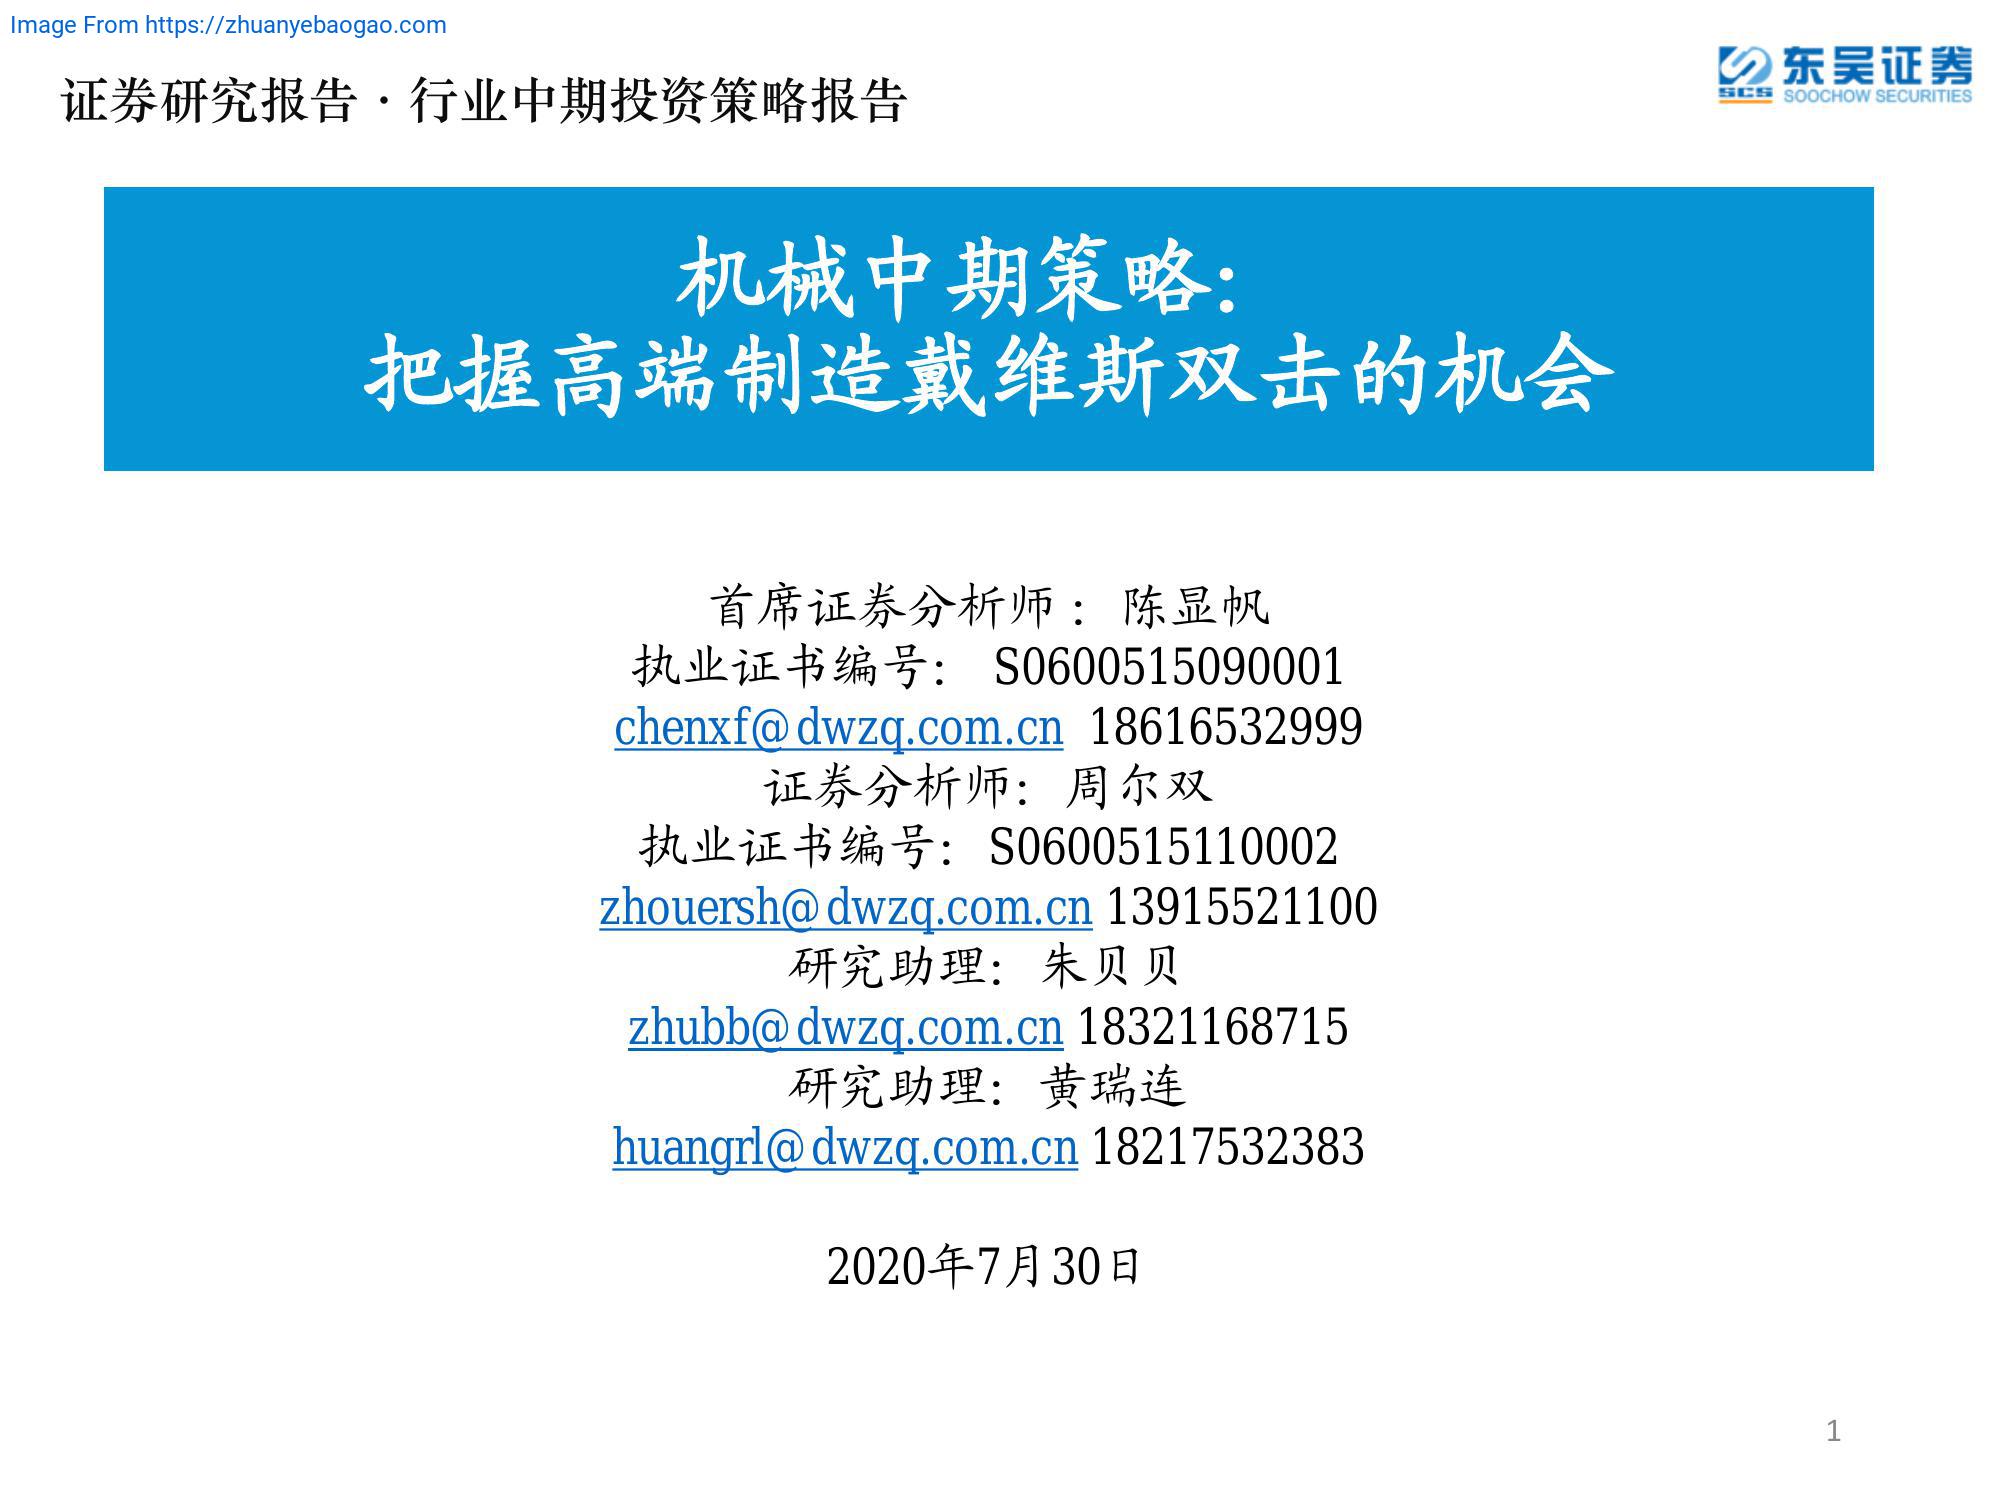 Image From https://zhuanyebaogao.com
证券研究报告·行业中期投资策略报告
东吴证券
SCS SOOCHOW SECURITIES
机械中期策略：
把握高端制造戴维斯双击的机会
首席证券分析师： 陈显帆
执业证书编号： S0600515090001
chenxf@dwzq.com.cn 18616532999
证券分析师： 周尔双
执业证书编号： S0600515110002
zhouersh@dwzq.com.cn 13915521100
研究助理： 朱贝贝
zhubb@dwzq.com.cn 18321168715
研究助理： 黄瑞连
huangrl@dwzq.com.cn 18217532383
2020年7月30日
1